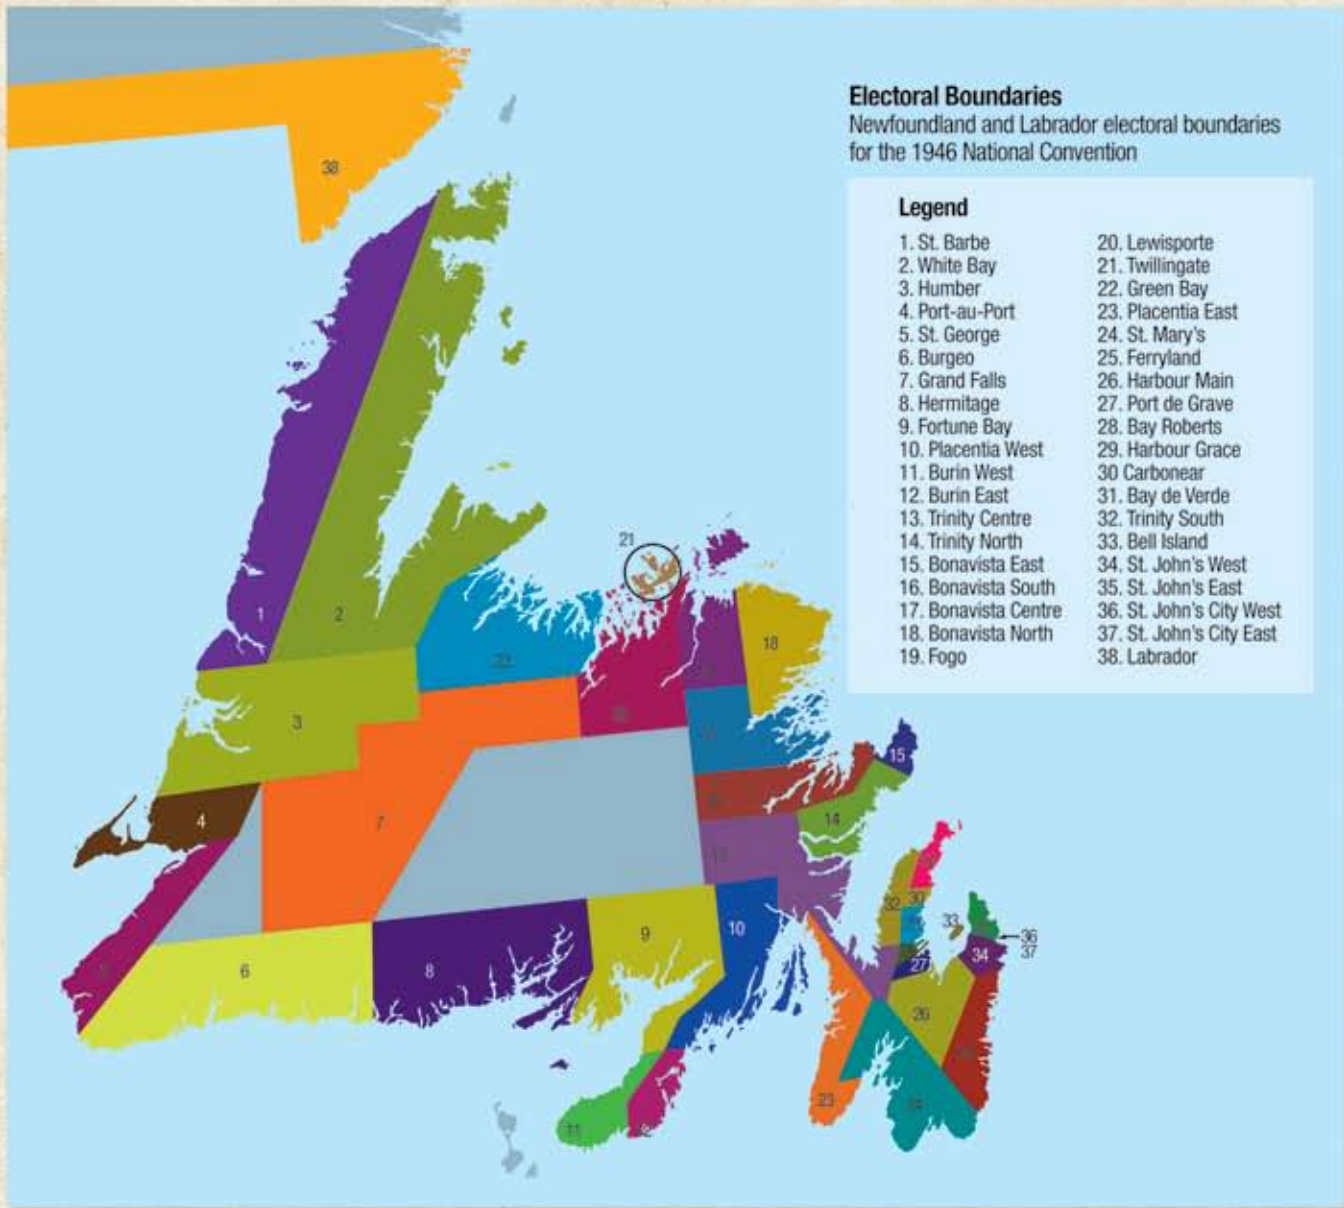 Electoral Boundaries
Newfoundland and Labrador electoral boundaries
for the 1946 National Convention
Legend
1. St. Barbe
2. White Bay
3. Humber
4. Port-au-Port
5. St. George
6. Burgeo
7. Grand Falls
8. Hermitage
9. Fortune Bay
10. Placentia West
11. Burin West
12. Burin East
13. Trinity Centre
14. Trinity North
15. Bonavista East
16. Bonavista South
17. Bonavista Centre
18. Bonavista North
19. Fogo
20. Lewisporte
21. Twillingate
22. Green Bay
23. Placentia East
24. St. Mary's
25. Ferryland
26. Harbour Main
27. Port de Grave
28. Bay Roberts
29. Harbour Grace
30 Carbonear
31. Bay de Verde
32. Trinity South
33. Bell Island
34. St. John's West
35. St. John's East
36. St. John's City West
37. St. John's City East
38. Labrador
38
21
1
2
22
18
3
20
15
4
7
14
13
32
30
33
36
37
9
10
34
27
6
8
26
23
24
11
12